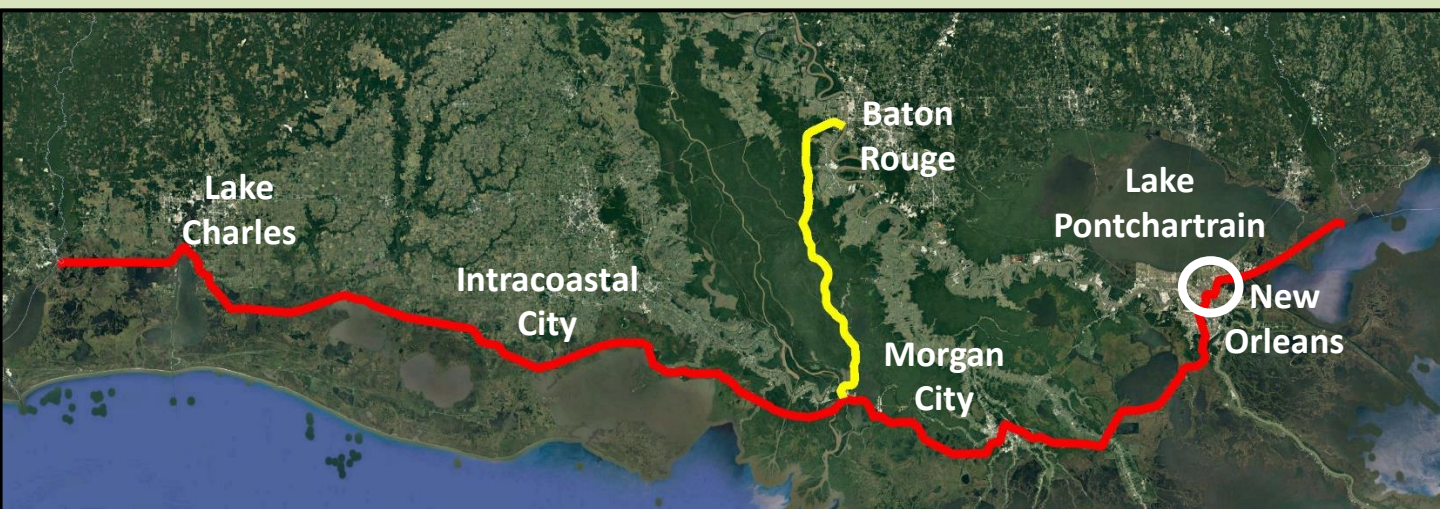 Baton
Rouge
Lake
Charles
Lake
Pontchartrain
Intracoastal
City
New
Orleans
Morgan
City